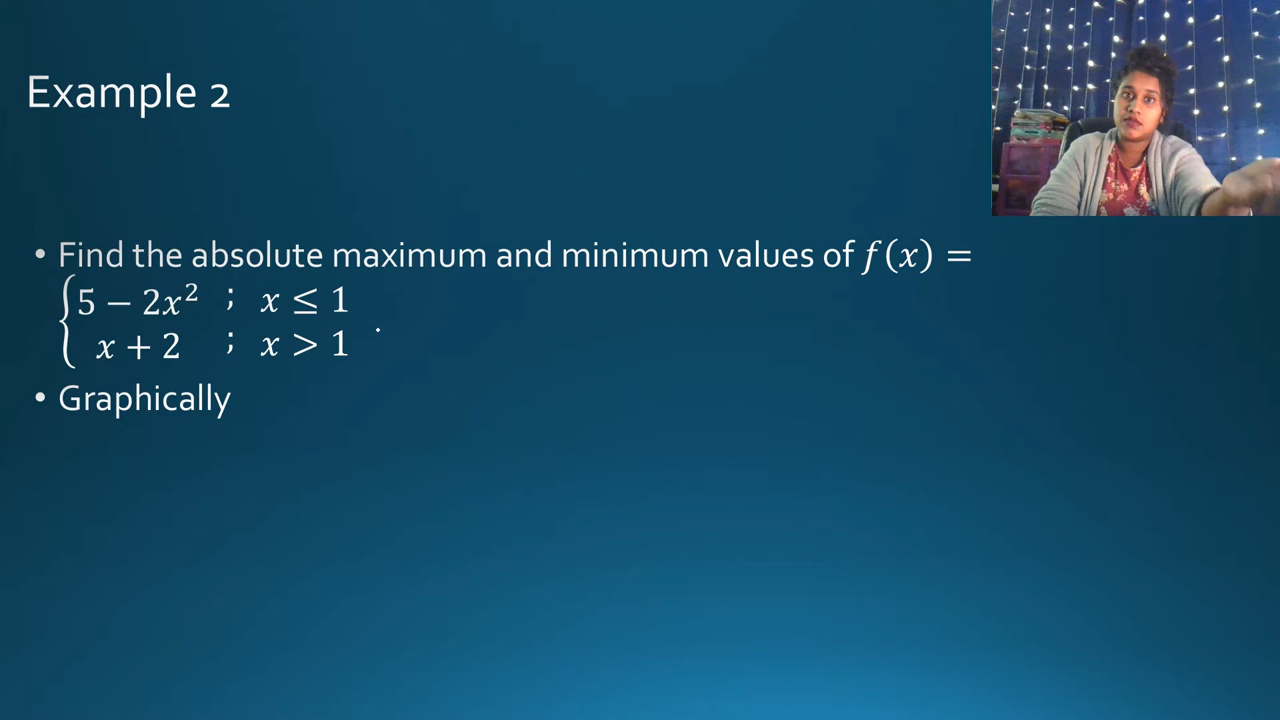 Example 2
• Find the absolute maximum and minimum values of f(x) =
{5 − 2x² ; x ≤ 1
x + 2 ; x > 1 .
• Graphically